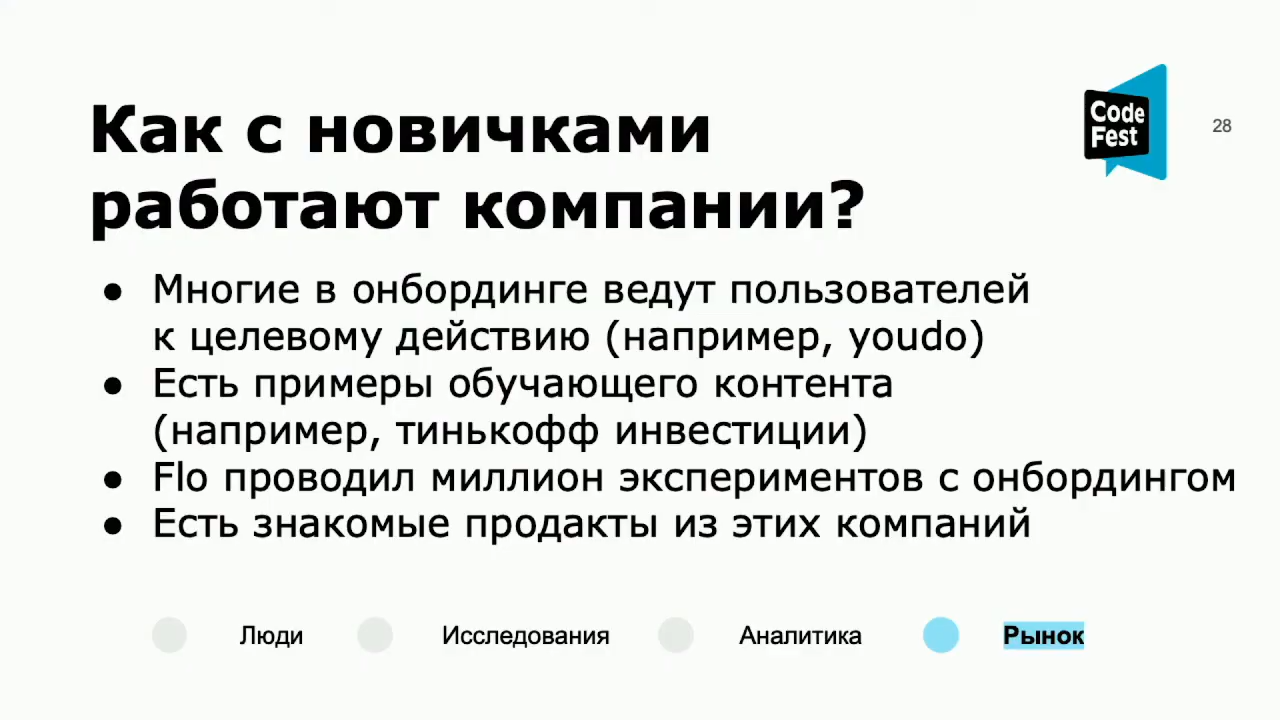 Как с новичками
работают компании?
Code
Fest
28
● Многие в онбординге ведут пользователей
к целевому действию (например, youdo)
● Есть примеры обучающего контента
(например, тинькофф инвестиции)
● Flo проводил миллион экспериментов с онбордингом
● Есть знакомые продакты из этих компаний
Люди Исследования Аналитика Рынок